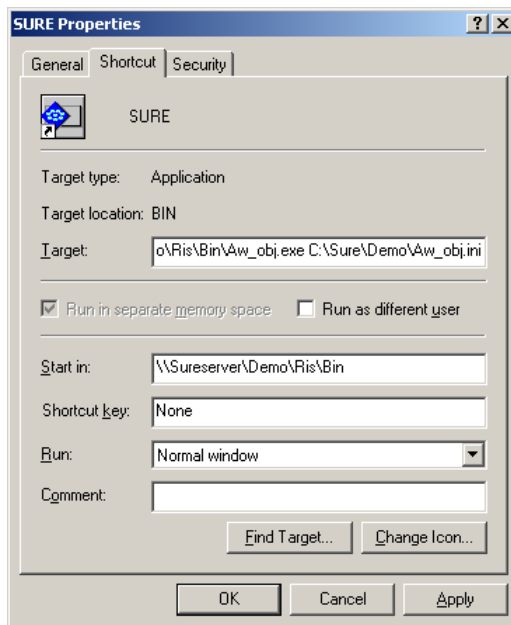 SURE Properties
? X
General Shortcut Security
SURE
Target type: Application
Target location: BIN
Target: o\Ris\Bin\Aw_obj.exe C:\Sure\Demo\Aw_obj.ini
Run in separate memory space Run as different user
Start in: \\Sureserver\Demo\Ris\Bin
Shortcut key: None
Run: Normal window
Comment:
Find Target... Change Icon...
OK Cancel Apply